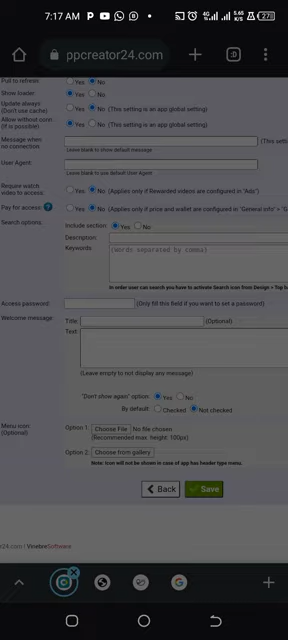 7:17 AM
27
ppcreator24.com
:D
Pull to refresh: Yes No
Show loader: Yes No
Update always: Yes No (This setting is an app global setting)
(Don't use cache)
Allow without conn.: Yes No (This setting is an app global setting)
(If is possible)
Message when no connection: (This setti
Leave blank to show default message
User Agent:
Leave blank to use default User Agent
Require watch video to access: Yes No (Applies only if Rewarded videos are configured in "Ads")
Pay for access: Yes No (Applies only if price and wallet are configured in "General info" > "G
Search options: Include section: Yes No
Description:
Keywords (Words separated by comma)
In order user can search you have to activate Search icon from Design > Top b
Access password: (Only fill this field if you want to set a password)
Welcome message: Title: (Optional)
Text:
(Leave empty to not display any message)
"Don't show again" option: Yes No
By default: Checked Not checked
Menu icon: Option 1: Choose File No file chosen
(Optional) (Recommended max. height: 100px)
Option 2: Choose from gallery
Note: Icon will not be shown in case of app has header type menu.
Back Save
r24.com | VinebreSoftware